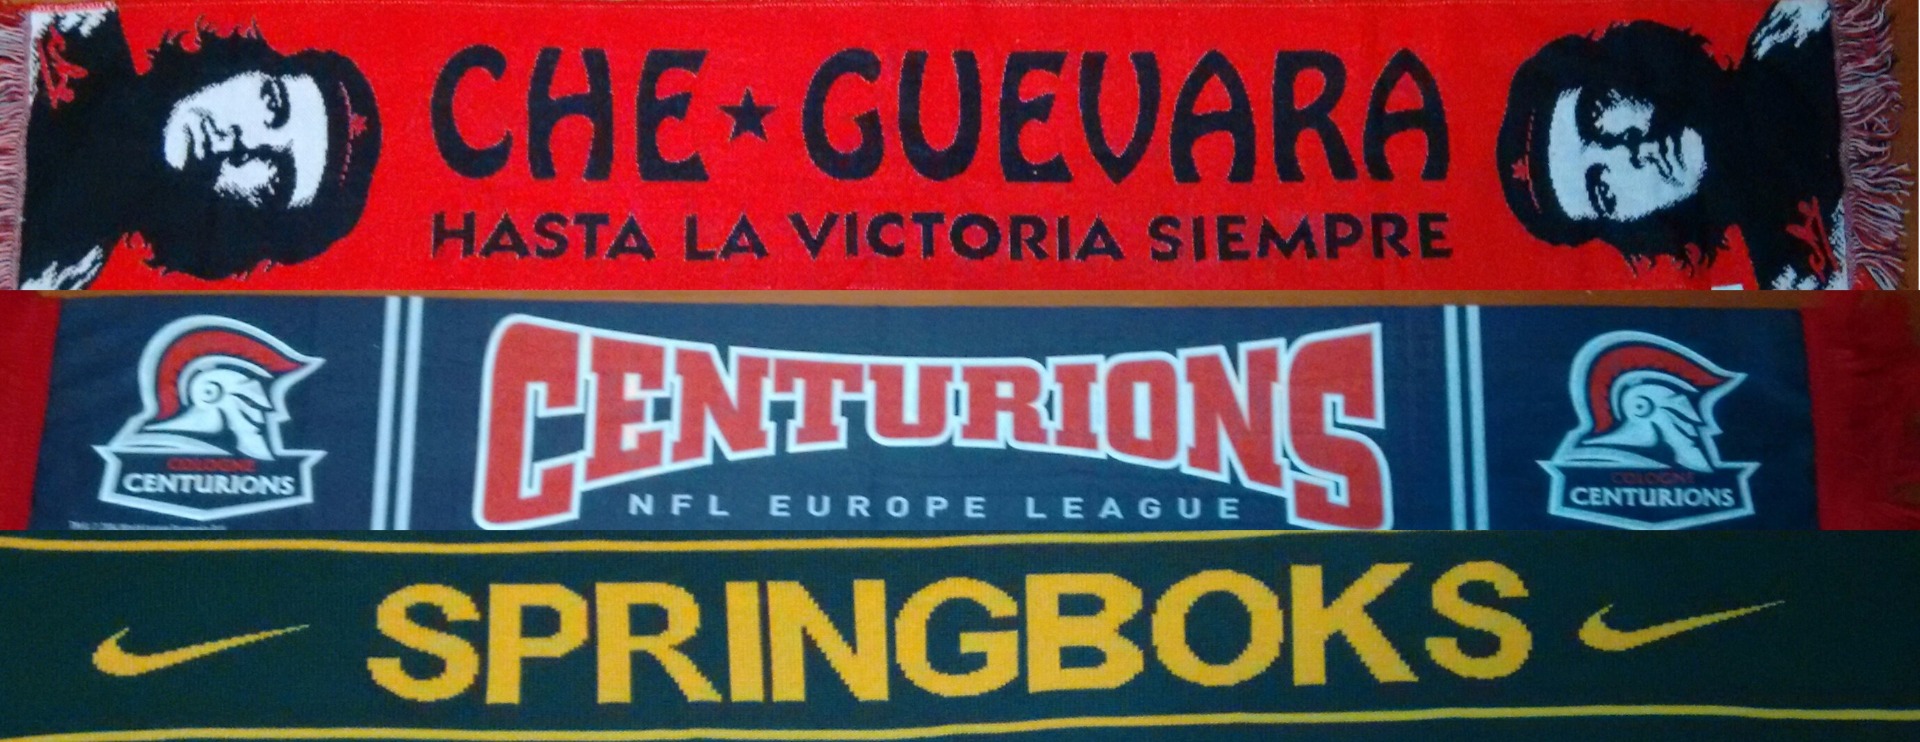 CHE★GUEVARA
HASTA LA VICTORIA SIEMPRE
CENTURIONS
NFL EUROPE LEAGUE
COLOGNE
CENTURIONS
COLOGNE
CENTURIONS
SPRINGBOKS